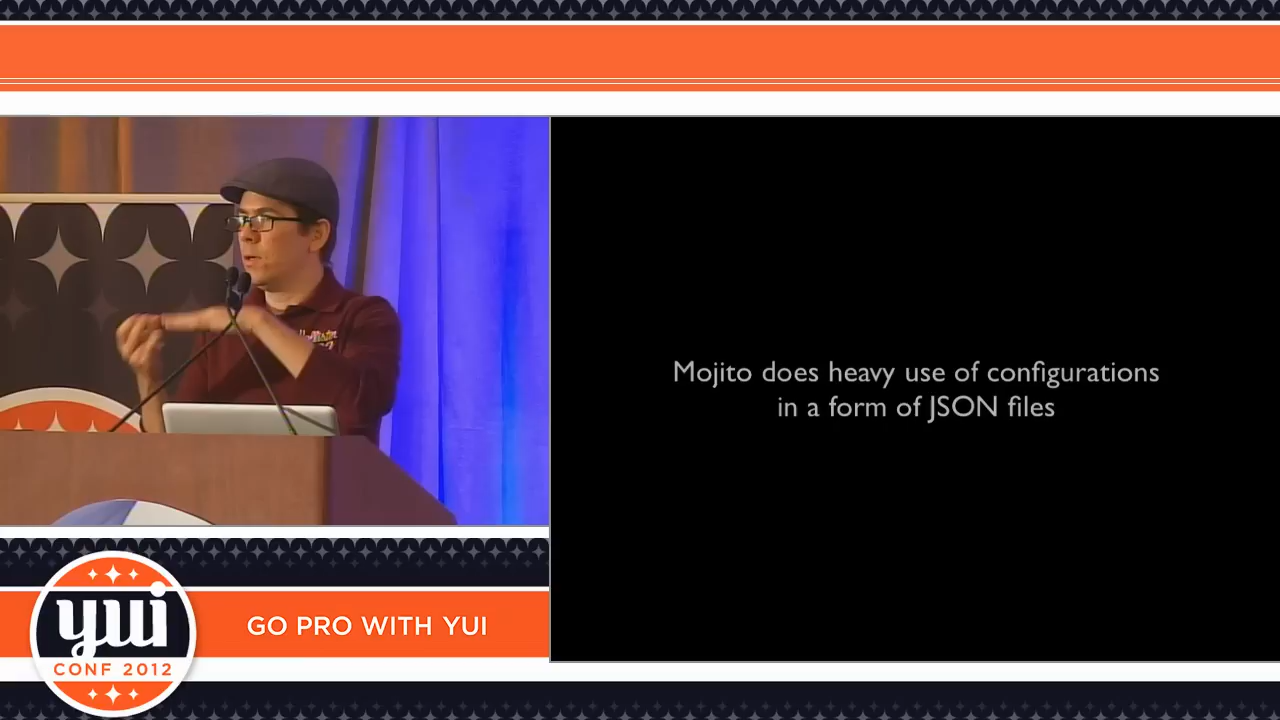 Mojito does heavy use of configurations
in a form of JSON files
yui
CONF 2012
GO PRO WITH YUI